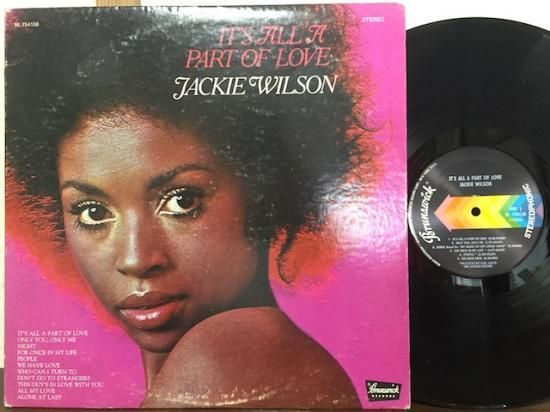 BL 754158
STEREO
IT'S ALL A
PART OF LOVE
JACKIE WILSON
IT'S ALL A PART OF LOVE
ONLY YOU, ONLY ME
NIGHT
FOR ONCE IN MY LIFE
PEOPLE
WE HAVE LOVE
WHO CAN I TURN TO
DON'T GO TO STRANGERS
THIS GUY'S IN LOVE WITH YOU
ALL MY LOVE
ALONE AT LAST
Brunswick
RECORDS
IT'S ALL A PART OF LOVE
JACKIE WILSON
Brunswick
STEREOPHONIC
SIDE 1